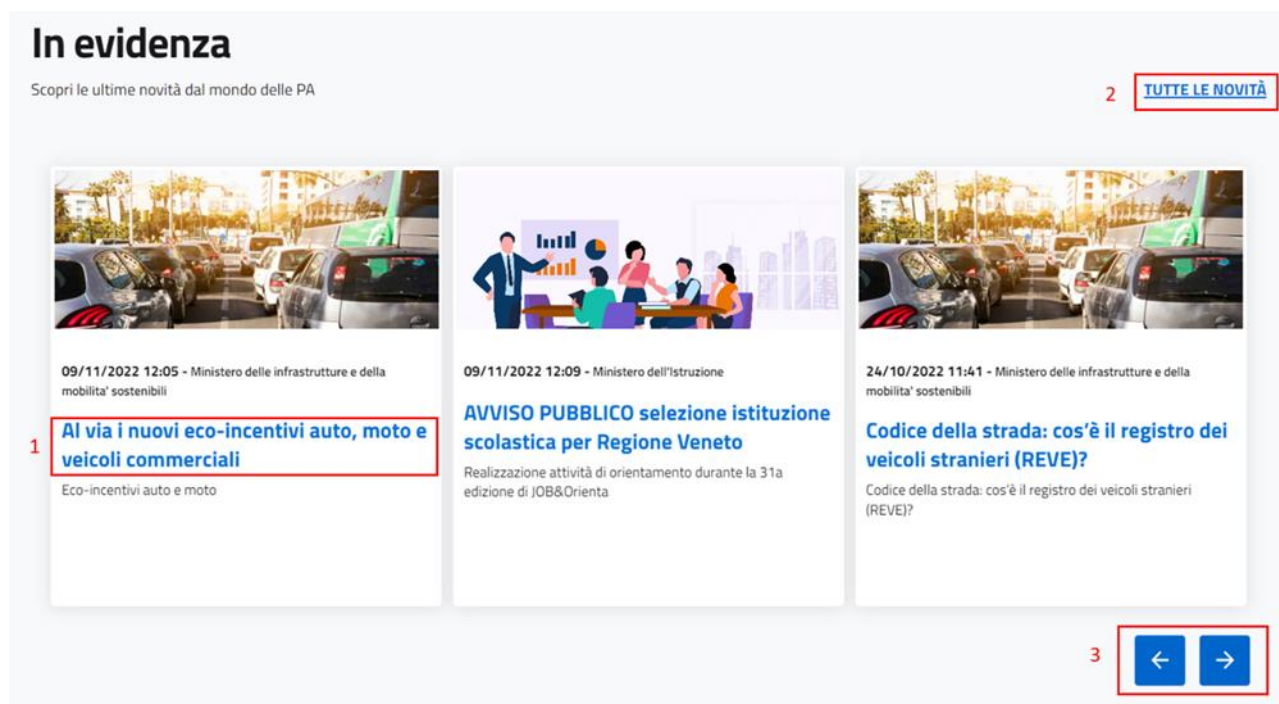 In evidenza
Scopri le ultime novità dal mondo delle PA
2 TUTTE LE NOVITÀ
09/11/2022 12:05 - Ministero delle infrastrutture e della
mobilita' sostenibili
1 Al via i nuovi eco-incentivi auto, moto e
veicoli commerciali
Eco-incentivi auto e moto
09/11/2022 12:09 - Ministero dell'Istruzione
AVVISO PUBBLICO selezione istituzione
scolastica per Regione Veneto
Realizzazione attività di orientamento durante la 31a
edizione di JOB&Orienta
24/10/2022 11:41 - Ministero delle infrastrutture e della
mobilita' sostenibili
Codice della strada: cos'è il registro dei
veicoli stranieri (REVE)?
Codice della strada: cos'è il registro dei veicoli stranieri
(REVE)?
3